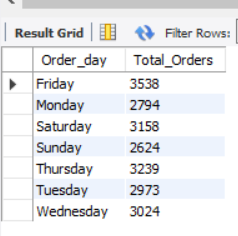 Result Grid Filter Rows:
Order_day Total_Orders
Friday 3538
Monday 2794
Saturday 3158
Sunday 2624
Thursday 3239
Tuesday 2973
Wednesday 3024